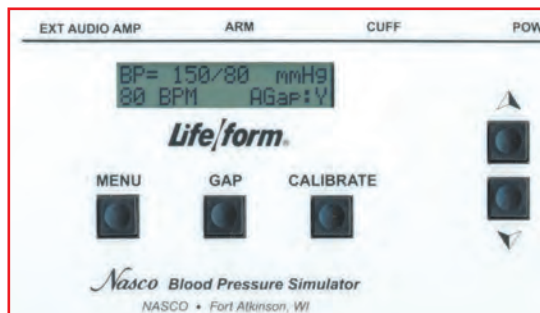 EXT AUDIO AMP ARM CUFF POW
BP= 150/80 mmHg
80 BPM AGap:Y
Life/form®
MENU GAP CALIBRATE
Nasco Blood Pressure Simulator
NASCO • Fort Atkinson, WI